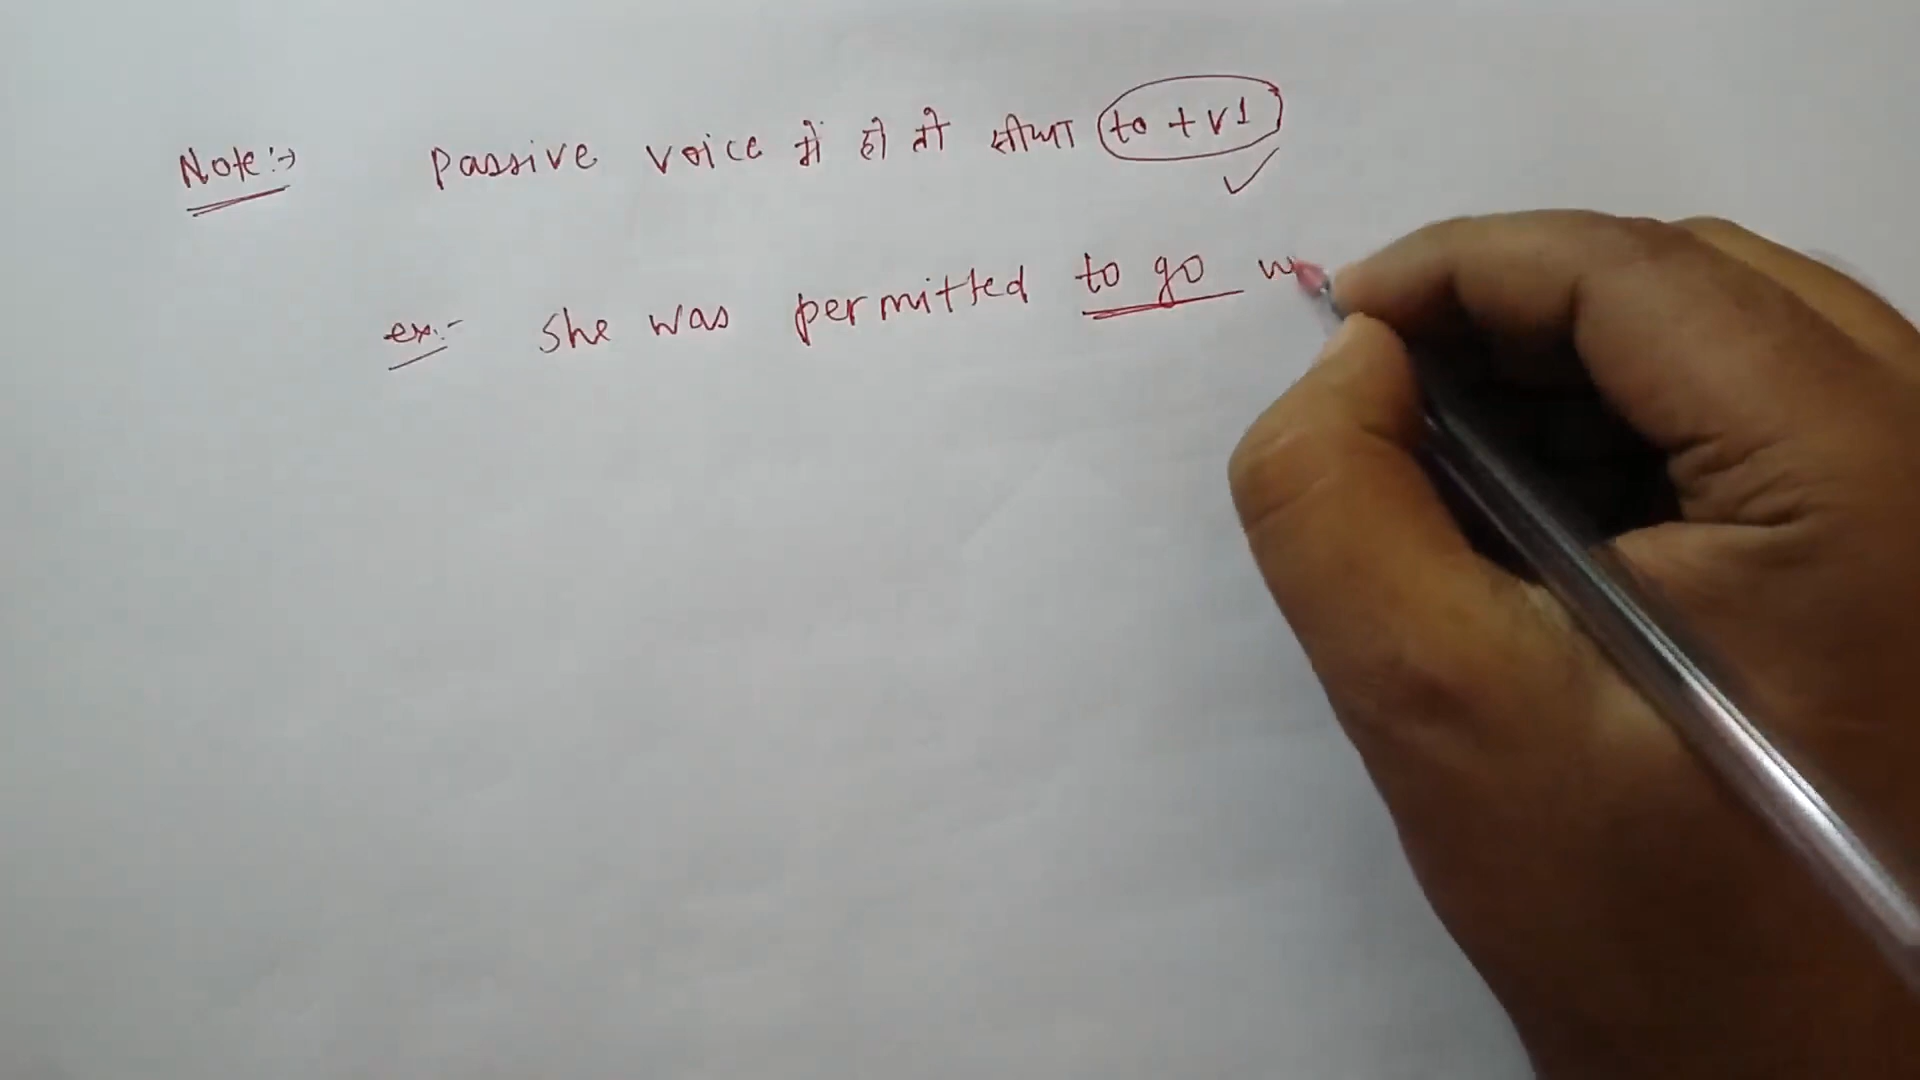 Note:→ Passive voice में हो तो to + v1
ex:- She was permitted to go w